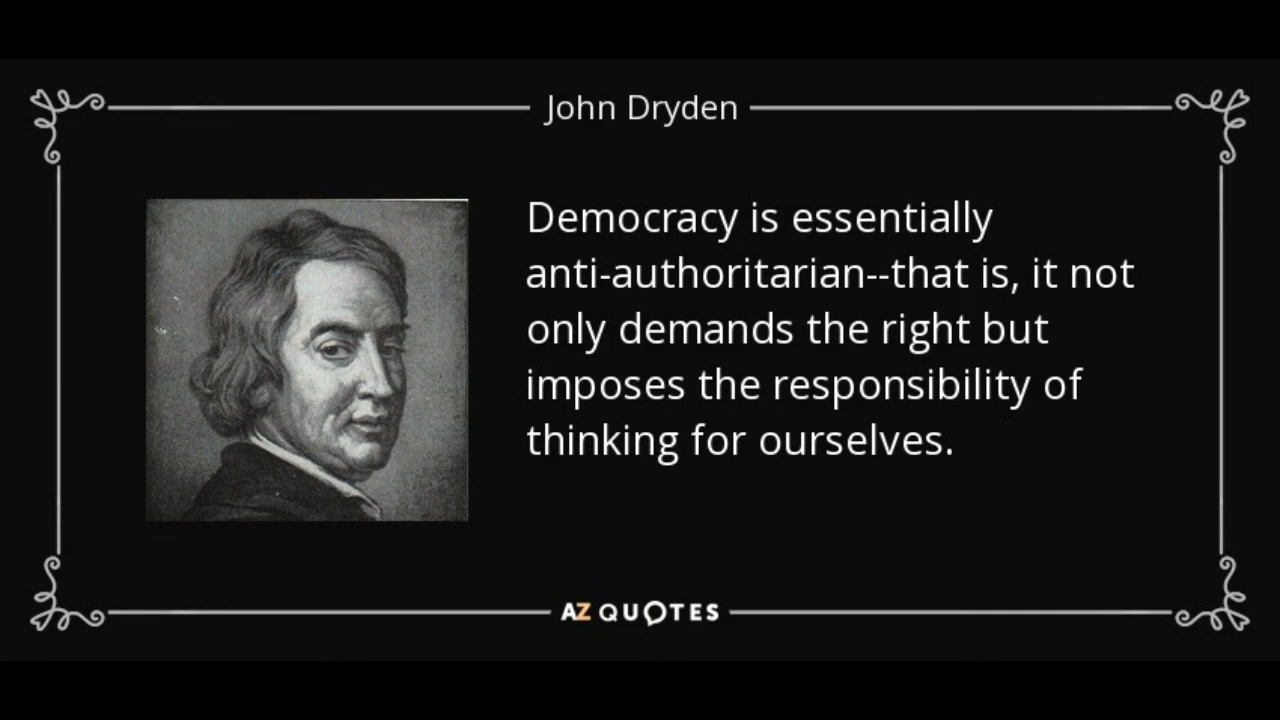 John Dryden
Democracy is essentially
anti-authoritarian--that is, it not
only demands the right but
imposes the responsibility of
thinking for ourselves.
AZ QUOTES